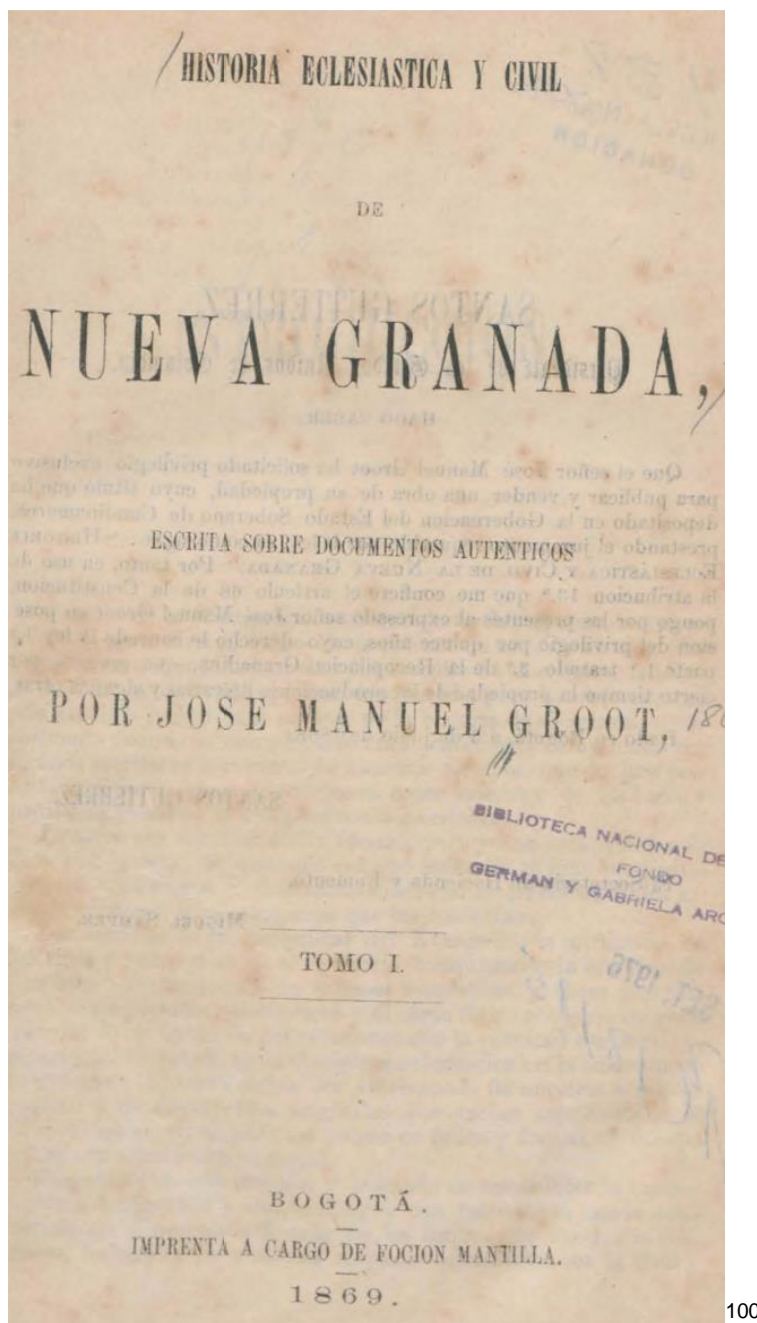 HISTORIA ECLESIASTICA Y CIVIL
DE
NUEVA GRANADA,
ESCRITA SOBRE DOCUMENTOS AUTENTICOS
POR JOSE MANUEL GROOT,
BIBLIOTECA NACIONAL DE
FONDO
GERMAN Y GABRIELA ARC
TOMO I.
BOGOTÁ.
IMPRENTA A CARGO DE FOCION MANTILLA.
1869.
100